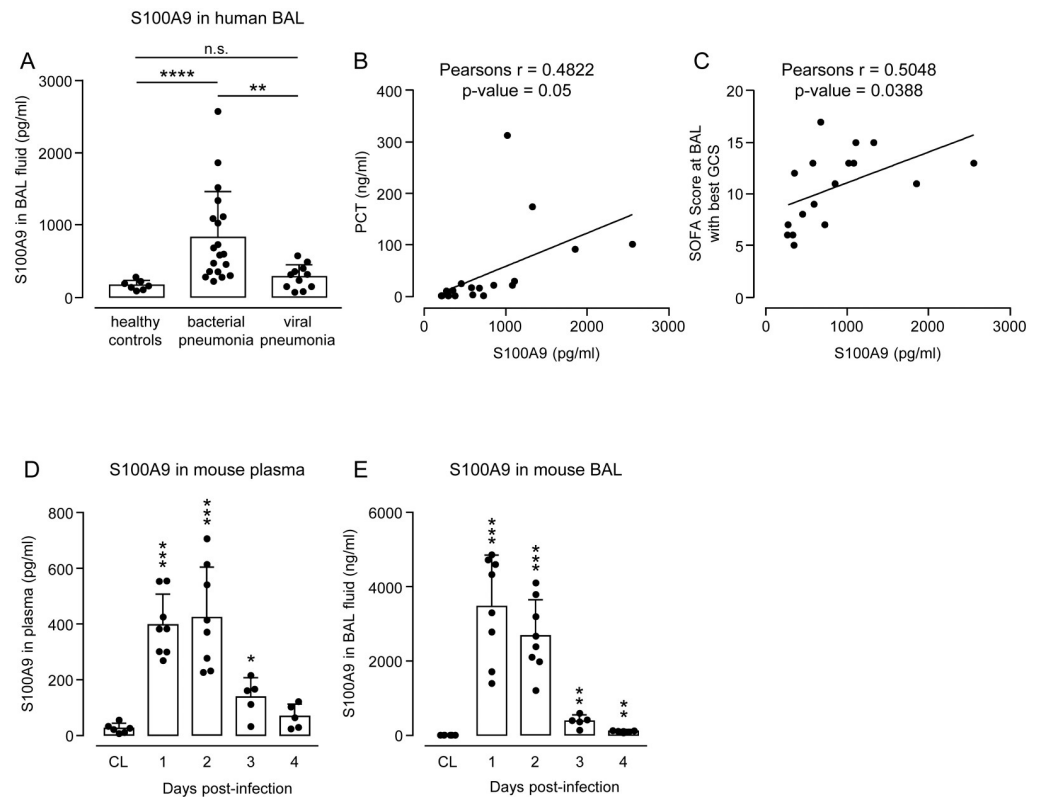 S100A9 in human BAL
A
n.s.
****
**
S100A9 in BAL fluid (pg/ml)
3000
2000
1000
0
healthy
controls
bacterial
pneumonia
viral
pneumonia
B
Pearsons r = 0.4822
p-value = 0.05
PCT (ng/ml)
400
300
200
100
0
0
1000
2000
3000
S100A9 (pg/ml)
C
Pearsons r = 0.5048
p-value = 0.0388
SOFA Score at BAL
with best GCS
20
15
10
5
0
0
1000
2000
3000
S100A9 (pg/ml)
D
S100A9 in mouse plasma
S100A9 in plasma (pg/ml)
800
600
400
200
0
***
***
*
CL
1
2
3
4
Days post-infection
E
S100A9 in mouse BAL
S100A9 in BAL fluid (ng/ml)
6000
4000
2000
0
***
***
**
**
CL
1
2
3
4
Days post-infection